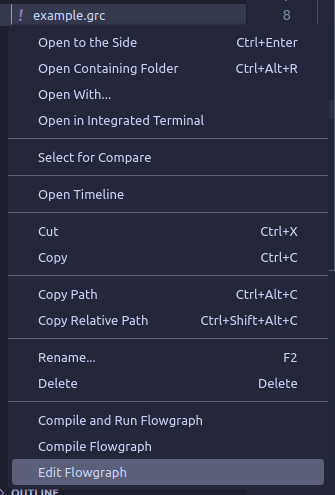 ! example.grc 8
Open to the Side Ctrl+Enter
Open Containing Folder Ctrl+Alt+R
Open With...
Open in Integrated Terminal
Select for Compare
Open Timeline
Cut Ctrl+X
Copy Ctrl+C
Copy Path Ctrl+Alt+C
Copy Relative Path Ctrl+Shift+Alt+C
Rename... F2
Delete Delete
Compile and Run Flowgraph
Compile Flowgraph
Edit Flowgraph
OUTLINE